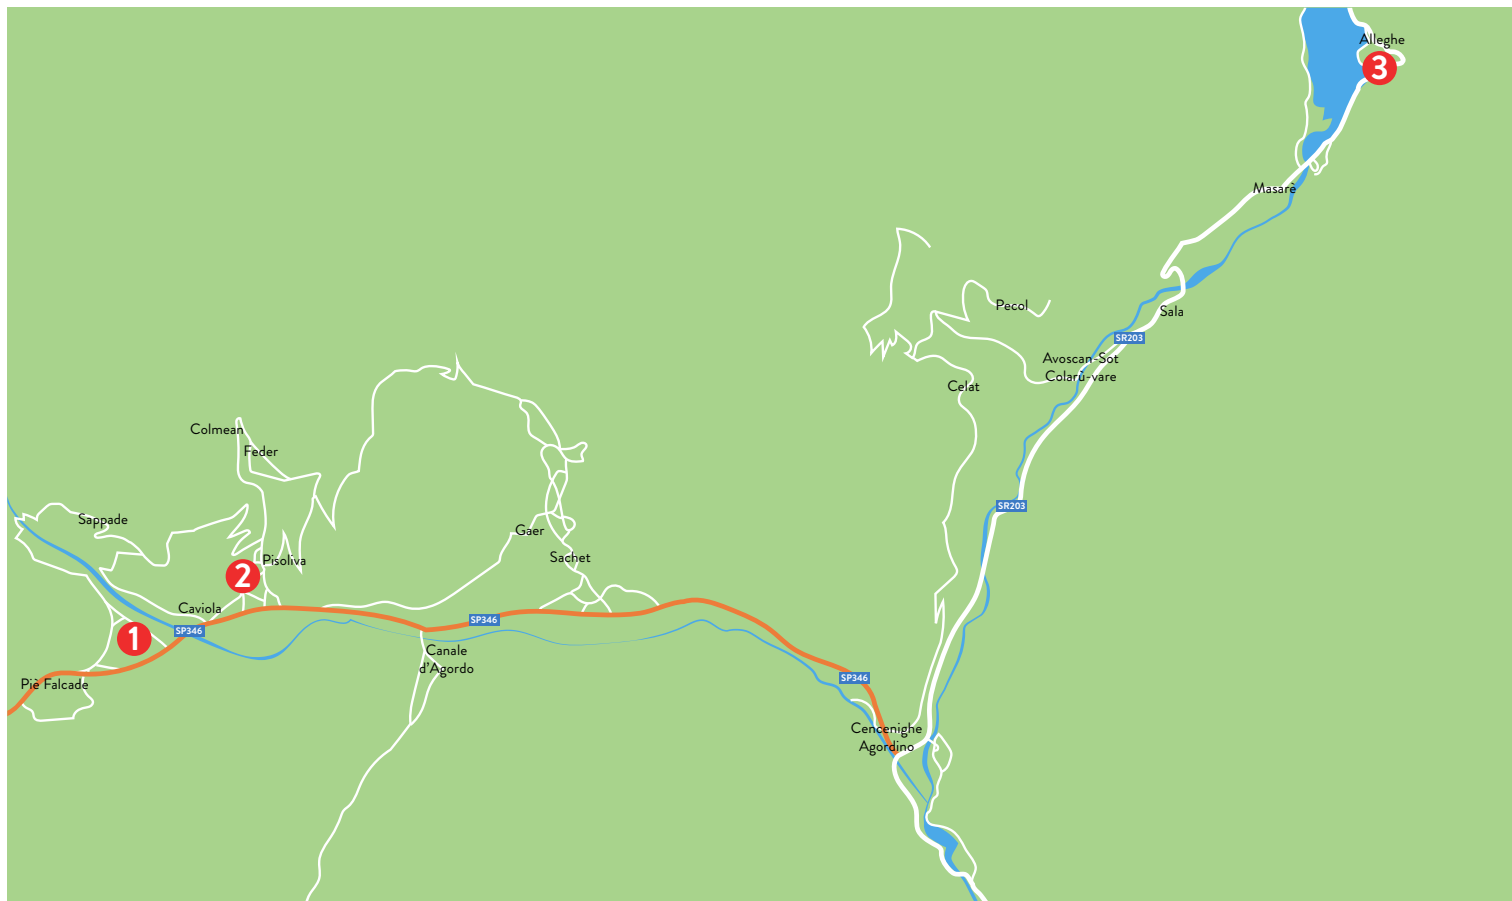 Alleghe
3
Masarè
Pecol
Sala
SR203
Avoscan-Sot
Colarù-vare
Celat
Colmean
Feder
SR203
Sappade
Gaer
Sachet
Pisoliva
2
Caviola
SP346
SP346
1
Canale
d'Agordo
Piè Falcade
SP346
Cencenighe
Agordino